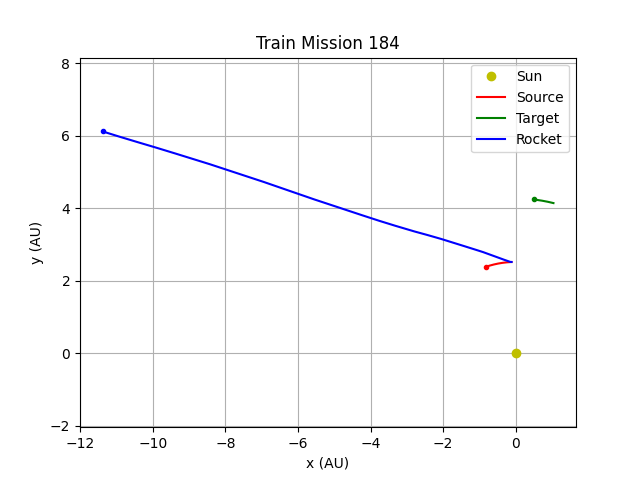 Train Mission 184
Sun
Source
Target
Rocket
8
6
4
2
0
−2
y (AU)
−12
−10
−8
−6
−4
−2
0
x (AU)